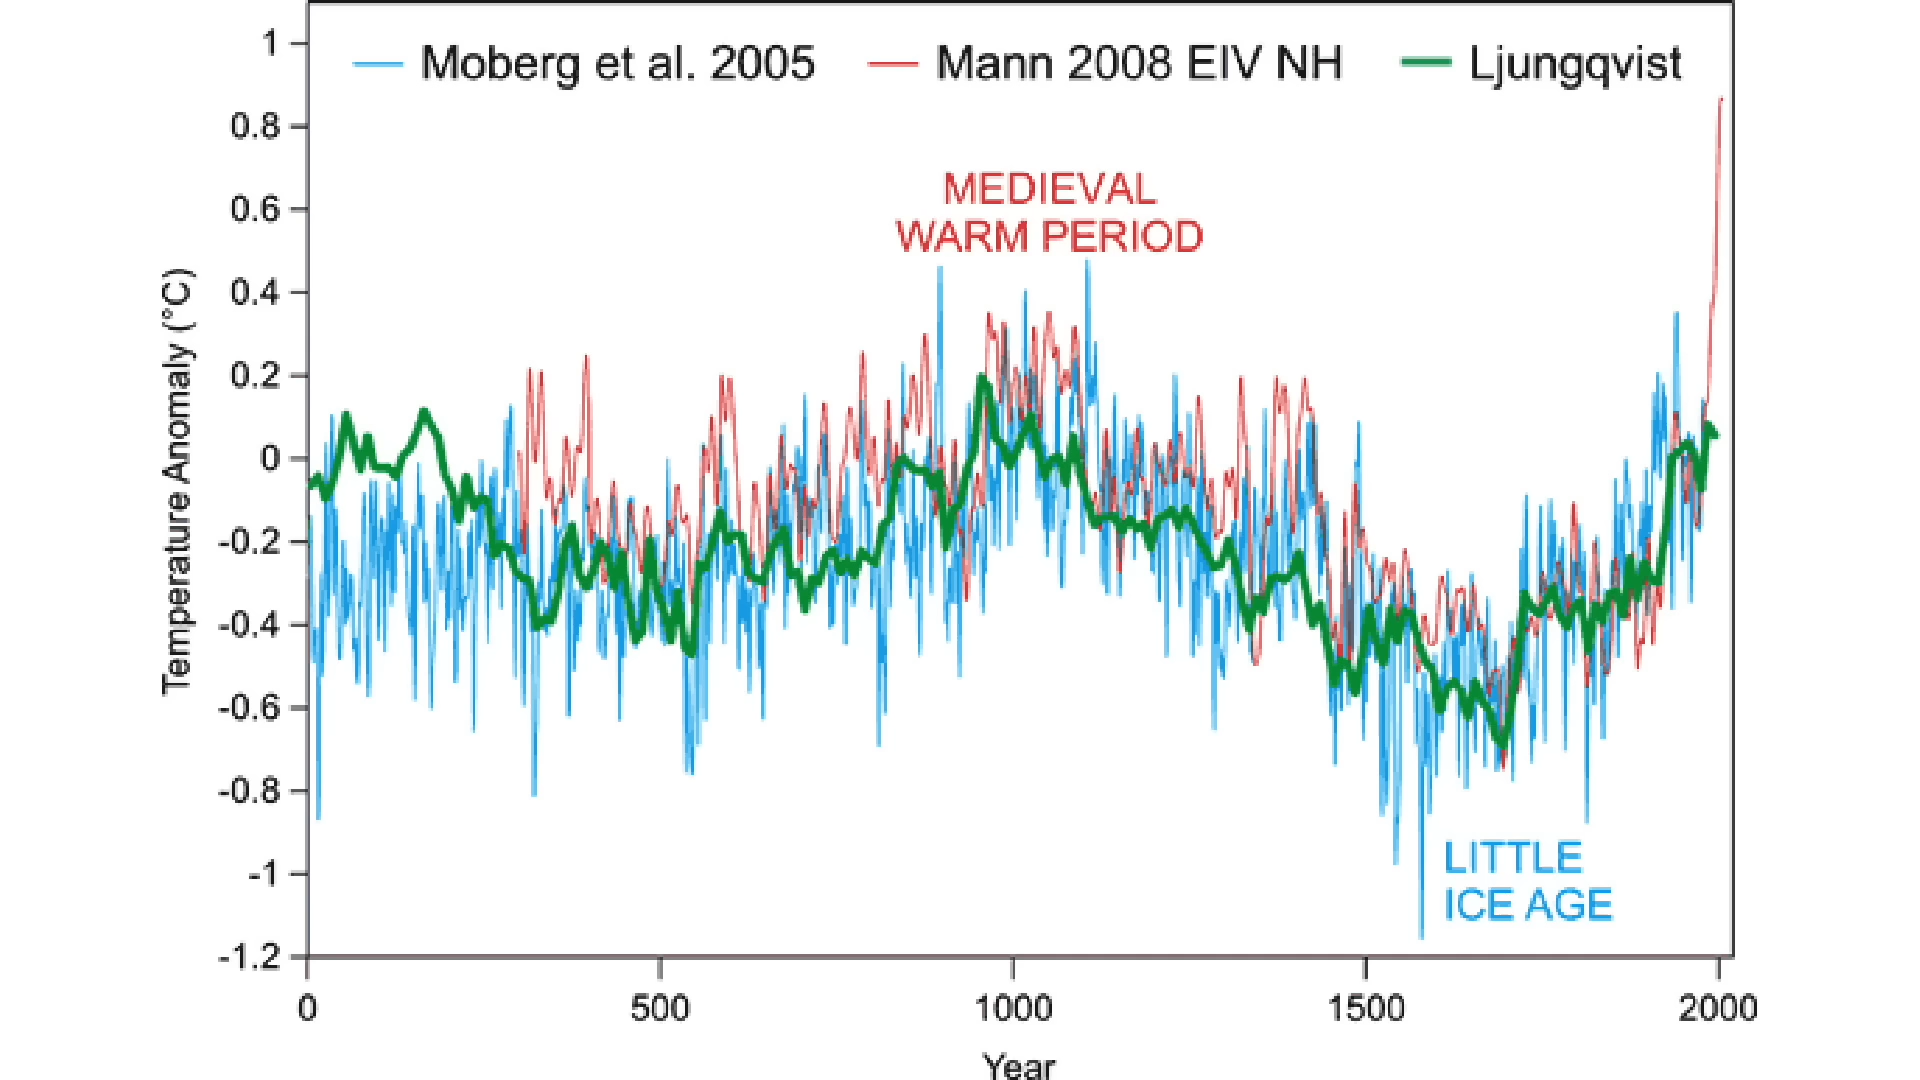 Moberg et al. 2005 Mann 2008 EIV NH Ljungqvist
MEDIEVAL
WARM PERIOD
LITTLE
ICE AGE
Temperature Anomaly (°C)
1
0.8
0.6
0.4
0.2
0
-0.2
-0.4
-0.6
-0.8
-1
-1.2
0 500 1000 1500 2000
Year